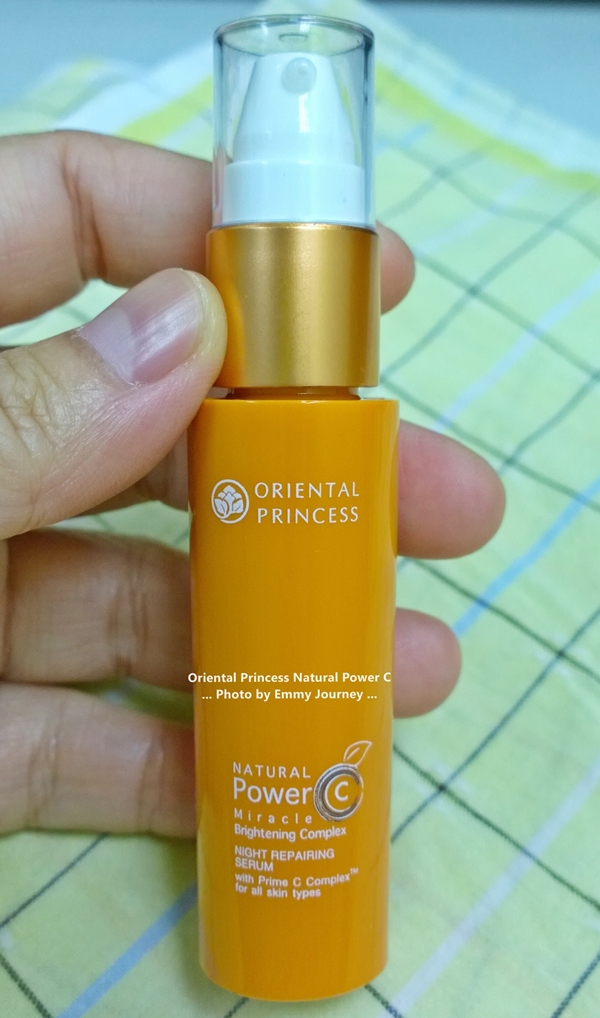 ORIENTAL
PRINCESS
Oriental Princess Natural Power C
... Photo by Emmy Journey ...
NATURAL
Power C
Miracle
Brightening Complex
NIGHT REPAIRING
SERUM
with Prime C Complex™
for all skin types